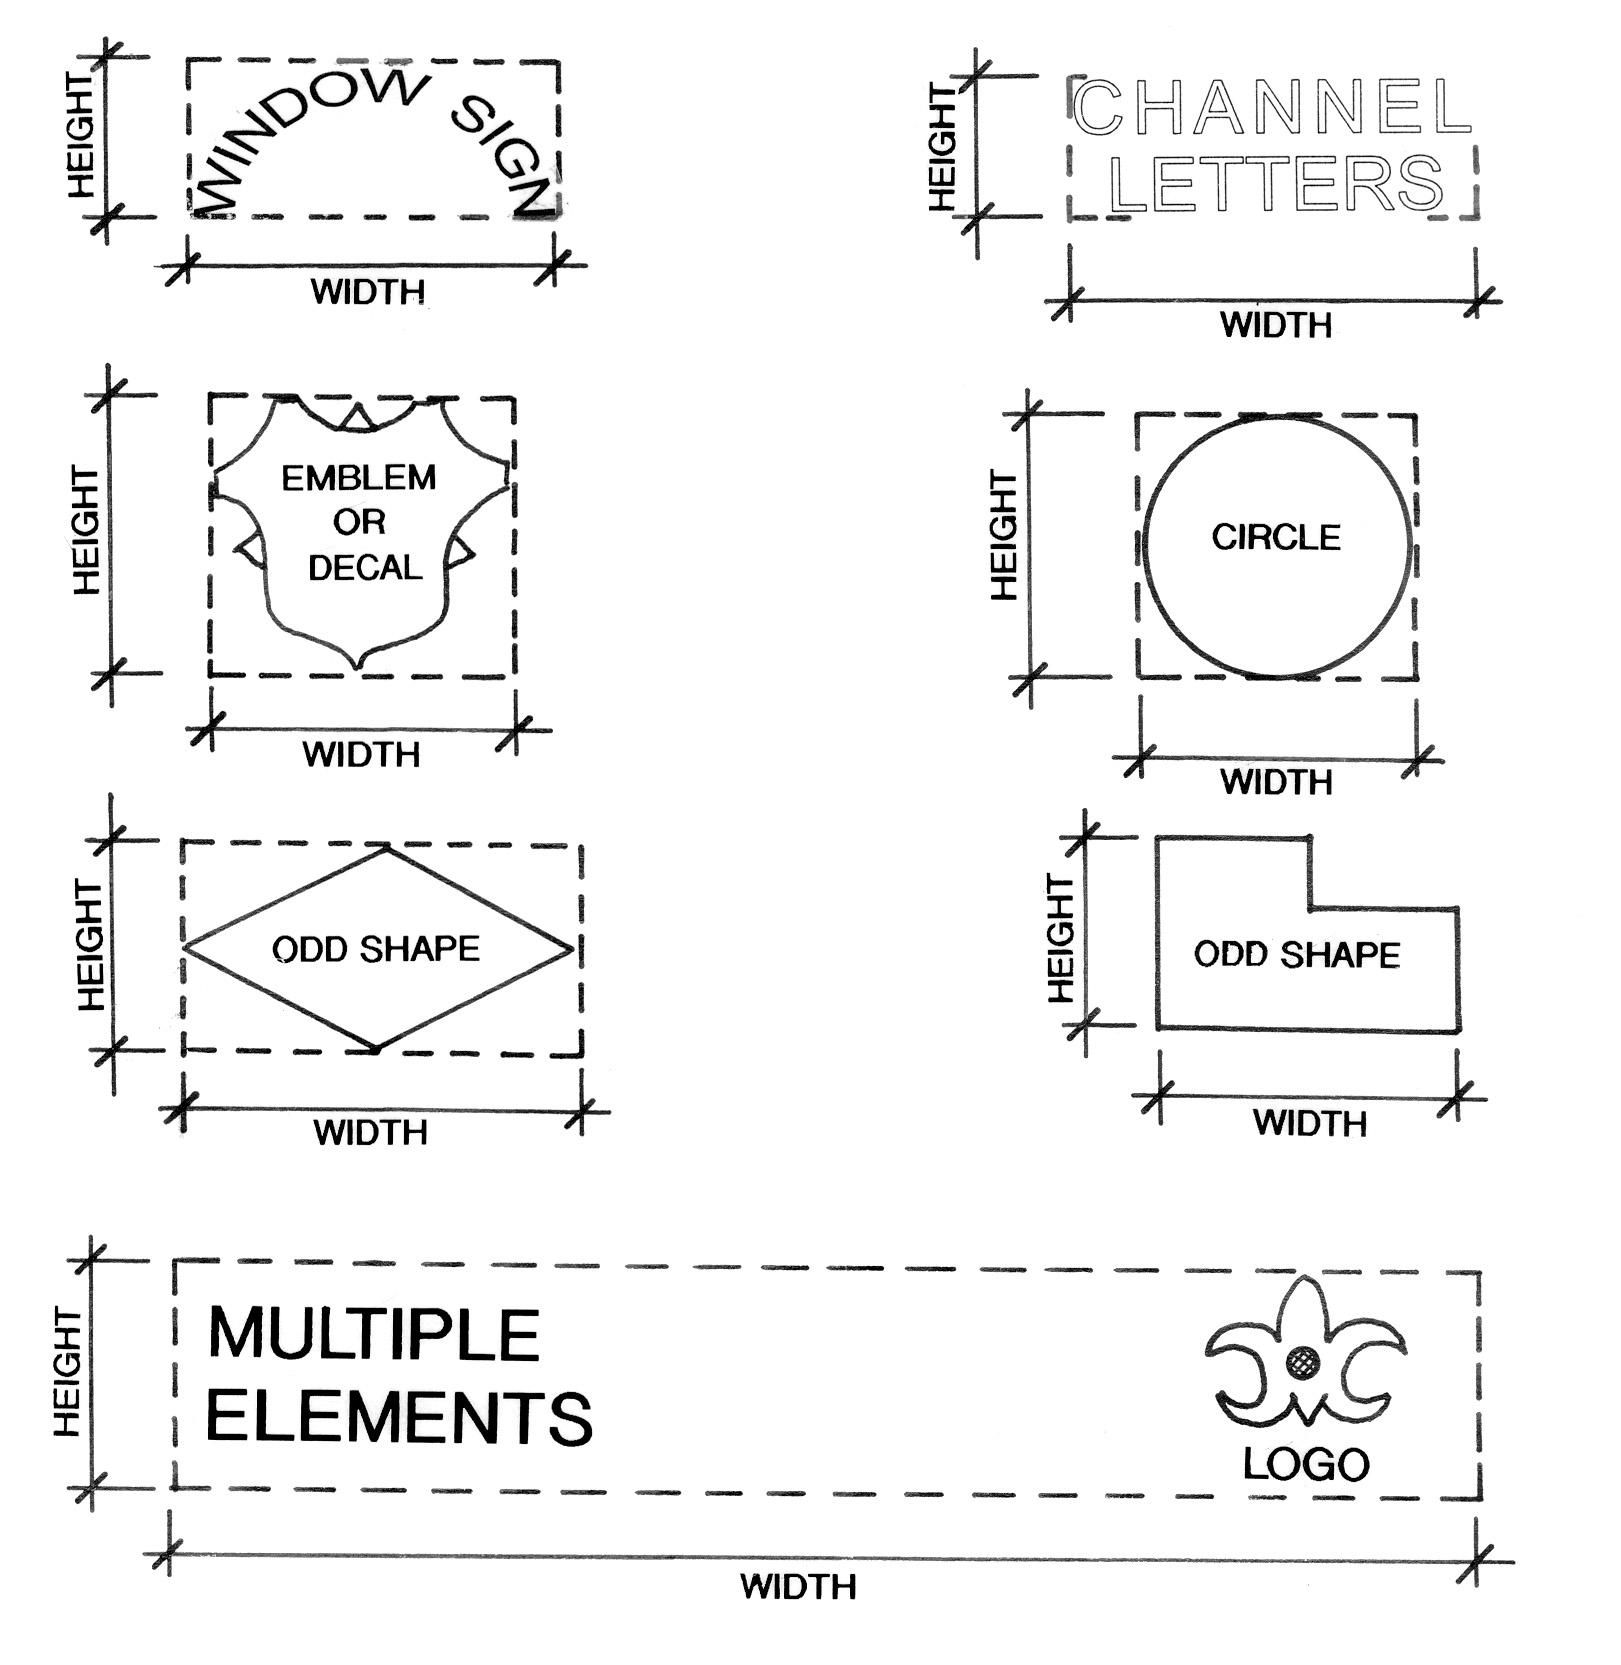 HEIGHT
WINDOW SIGN
WIDTH
HEIGHT
CHANNEL
LETTERS
WIDTH
HEIGHT
EMBLEM
OR
DECAL
WIDTH
HEIGHT
CIRCLE
WIDTH
HEIGHT
ODD SHAPE
WIDTH
HEIGHT
ODD SHAPE
WIDTH
HEIGHT
MULTIPLE
ELEMENTS
LOGO
WIDTH